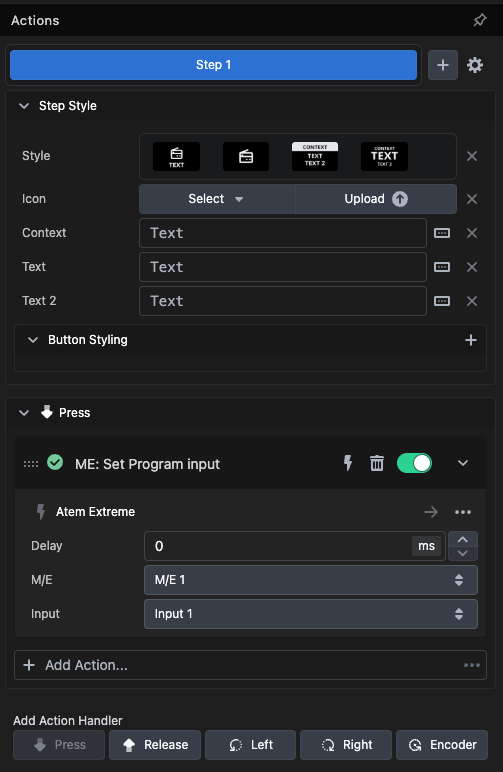 Actions
Step 1
Step Style
Style
TEXT
CONTEXT
TEXT
TEXT 2
CONTEXT
TEXT
TEXT 2
Icon Select Upload
Context Text
Text Text
Text 2 Text
Button Styling
Press
ME: Set Program input
Atem Extreme
Delay 0 ms
M/E M/E 1
Input Input 1
Add Action...
Add Action Handler
Press Release Left Right Encoder